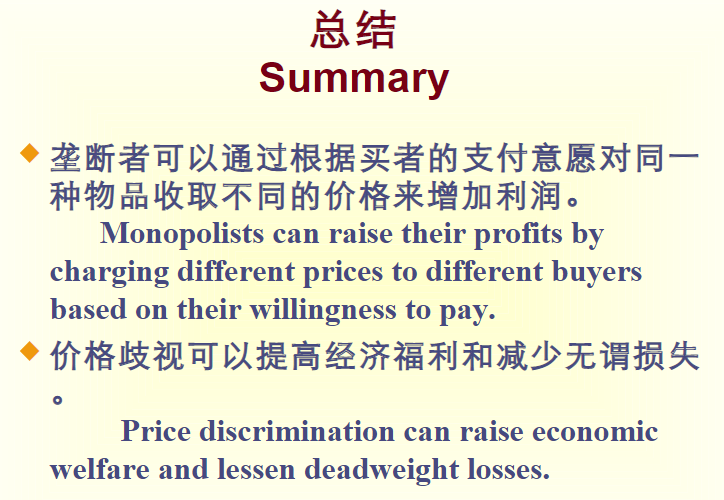 总结
Summary
垄断者可以通过根据买者的支付意愿对同一
种物品收取不同的价格来增加利润。
Monopolists can raise their profits by
charging different prices to different buyers
based on their willingness to pay.
价格歧视可以提高经济福利和减少无谓损失
。
Price discrimination can raise economic
welfare and lessen deadweight losses.